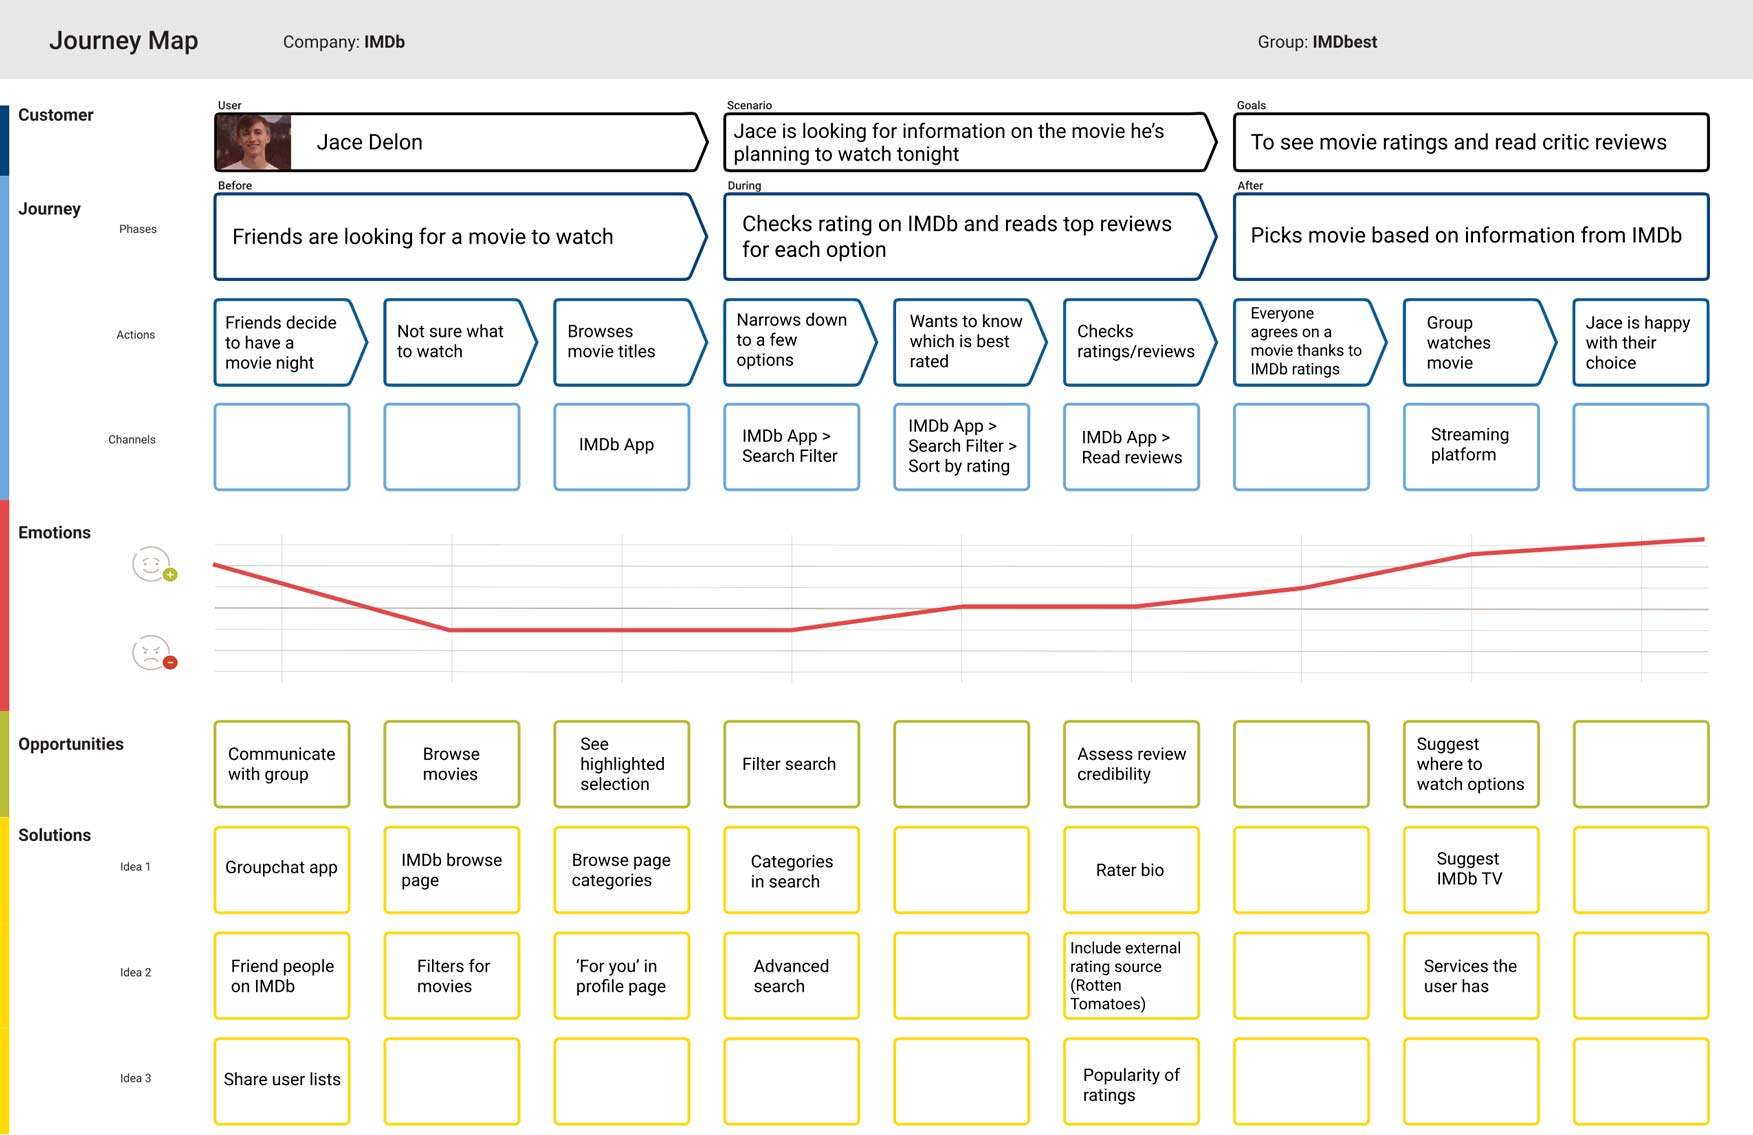 Journey Map
Company: IMDb
Group: IMDbest
Customer
User
Jace Delon
Scenario
Jace is looking for information on the movie he's
planning to watch tonight
Goals
To see movie ratings and read critic reviews
Journey
Phases
Before
Friends are looking for a movie to watch
During
Checks rating on IMDb and reads top reviews
for each option
After
Picks movie based on information from IMDb
Actions
Friends decide
to have a
movie night
Not sure what
to watch
Browses
movie titles
Narrows down
to a few
options
Wants to know
which is best
rated
Checks
ratings/reviews
Everyone
agrees on a
movie thanks to
IMDb ratings
Group
watches
movie
Jace is happy
with their
choice
Channels
IMDb App
IMDb App >
Search Filter
IMDb App >
Search Filter >
Sort by rating
IMDb App >
Read reviews
Streaming
platform
Emotions
+
-
Opportunities
Communicate
with group
Browse
movies
See
highlighted
selection
Filter search
Assess review
credibility
Suggest
where to
watch options
Solutions
Idea 1
Groupchat app
IMDb browse
page
Browse page
categories
Categories
in search
Rater bio
Suggest
IMDb TV
Idea 2
Friend people
on IMDb
Filters for
movies
'For you' in
profile page
Advanced
search
Include external
rating source
(Rotten
Tomatoes)
Services the
user has
Idea 3
Share user lists
Popularity of
ratings